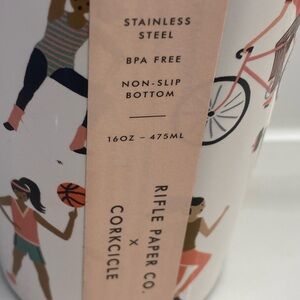 STAINLESS
STEEL
BPA FREE
NON-SLIP
BOTTOM
16OZ – 475ML
RIFLE PAPER CO.
x
CORKCICLE